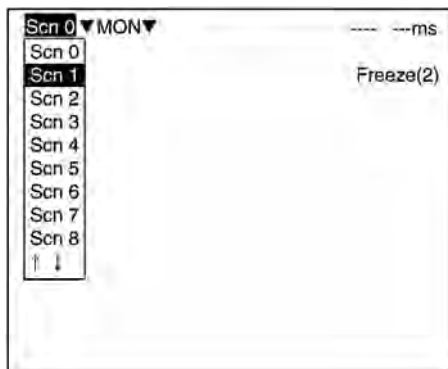 Scn 0 ▼MON▼ ---- ---ms
Scn 0
Scn 1 Freeze(2)
Scn 2
Scn 3
Scn 4
Scn 5
Scn 6
Scn 7
Scn 8
↑ ↓